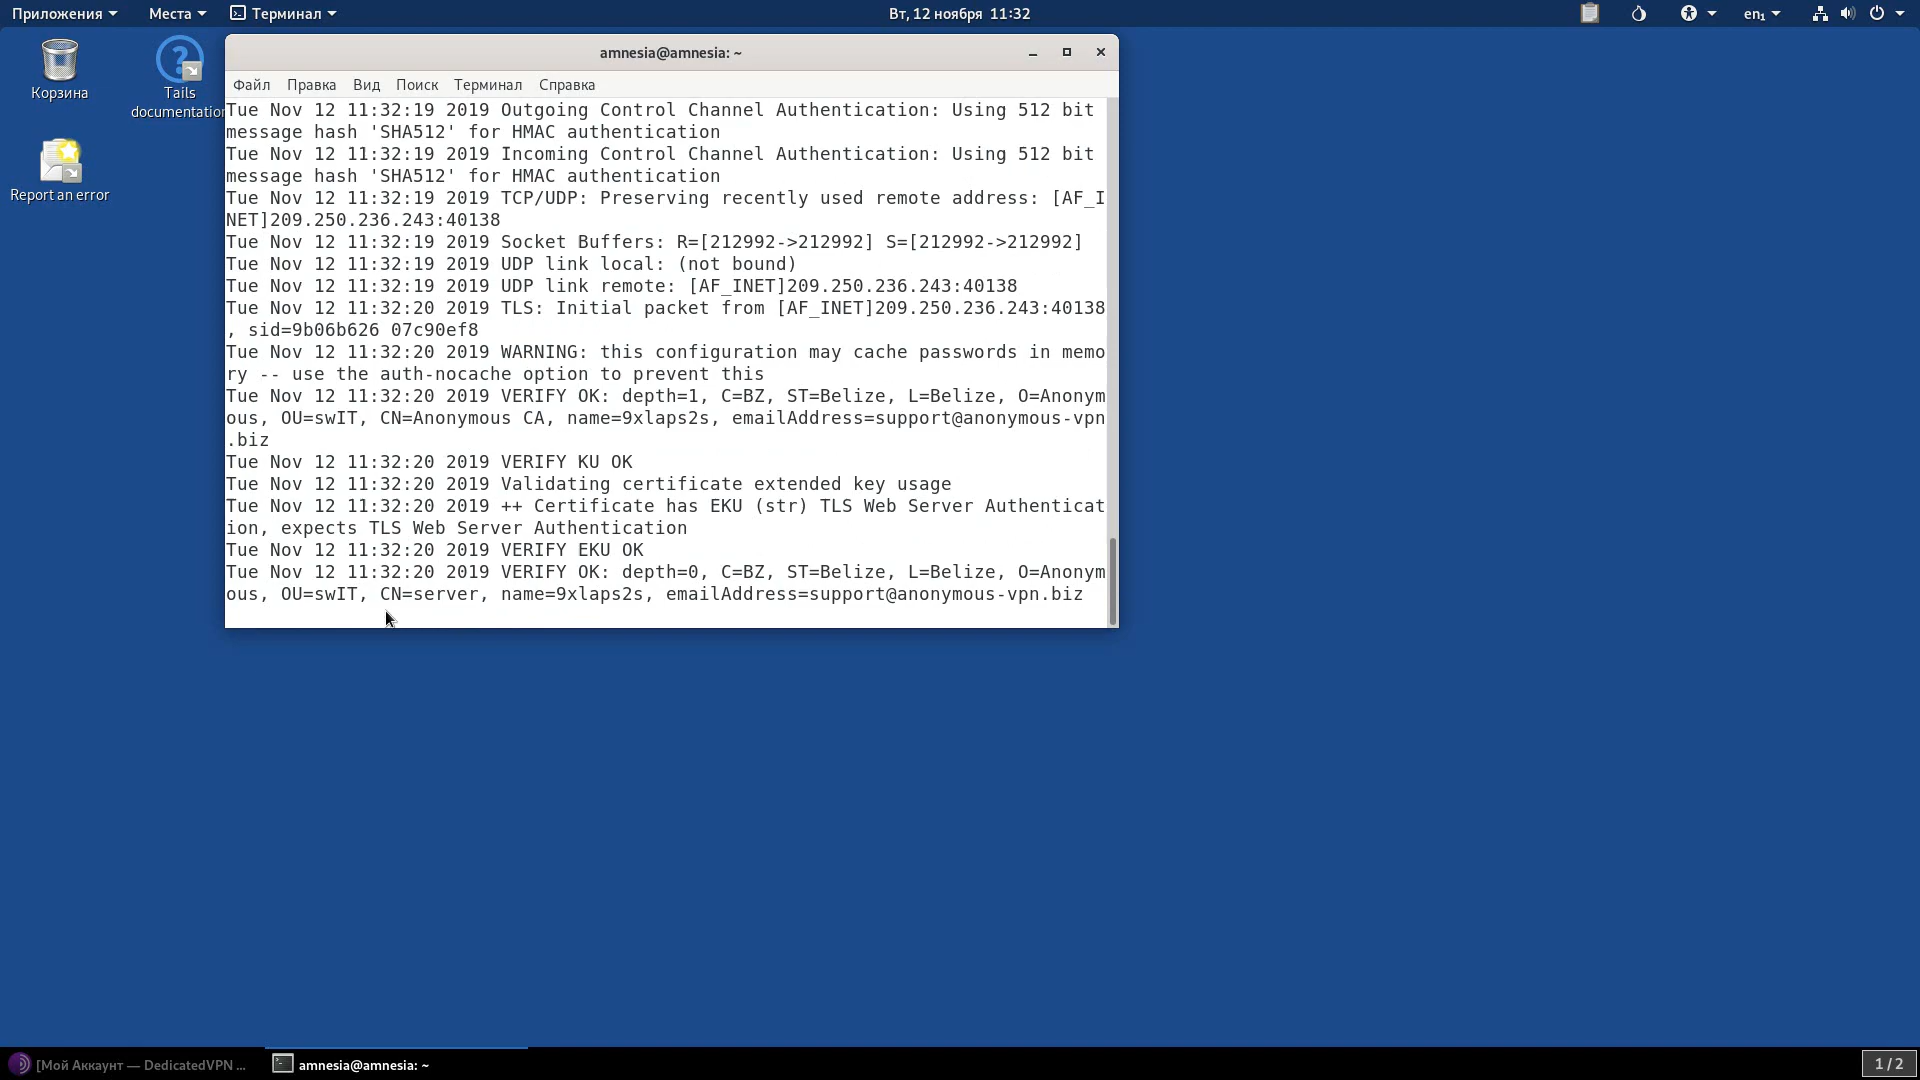 Приложения Места Терминал Вт, 12 ноября 11:32 en₁
Корзина
Tails
documentation
Report an error
amnesia@amnesia: ~
Файл Правка Вид Поиск Терминал Справка
Tue Nov 12 11:32:19 2019 Outgoing Control Channel Authentication: Using 512 bit
message hash 'SHA512' for HMAC authentication
Tue Nov 12 11:32:19 2019 Incoming Control Channel Authentication: Using 512 bit
message hash 'SHA512' for HMAC authentication
Tue Nov 12 11:32:19 2019 TCP/UDP: Preserving recently used remote address: [AF_I
NET]209.250.236.243:40138
Tue Nov 12 11:32:19 2019 Socket Buffers: R=[212992->212992] S=[212992->212992]
Tue Nov 12 11:32:19 2019 UDP link local: (not bound)
Tue Nov 12 11:32:19 2019 UDP link remote: [AF_INET]209.250.236.243:40138
Tue Nov 12 11:32:20 2019 TLS: Initial packet from [AF_INET]209.250.236.243:40138
, sid=9b06b626 07c90ef8
Tue Nov 12 11:32:20 2019 WARNING: this configuration may cache passwords in memo
ry -- use the auth-nocache option to prevent this
Tue Nov 12 11:32:20 2019 VERIFY OK: depth=1, C=BZ, ST=Belize, L=Belize, O=Anonym
ous, OU=swIT, CN=Anonymous CA, name=9xlaps2s, emailAddress=support@anonymous-vpn
.biz
Tue Nov 12 11:32:20 2019 VERIFY KU OK
Tue Nov 12 11:32:20 2019 Validating certificate extended key usage
Tue Nov 12 11:32:20 2019 ++ Certificate has EKU (str) TLS Web Server Authenticat
ion, expects TLS Web Server Authentication
Tue Nov 12 11:32:20 2019 VERIFY EKU OK
Tue Nov 12 11:32:20 2019 VERIFY OK: depth=0, C=BZ, ST=Belize, L=Belize, O=Anonym
ous, OU=swIT, CN=server, name=9xlaps2s, emailAddress=support@anonymous-vpn.biz
[Мой Аккаунт — DedicatedVPN ... amnesia@amnesia: ~ 1 / 2